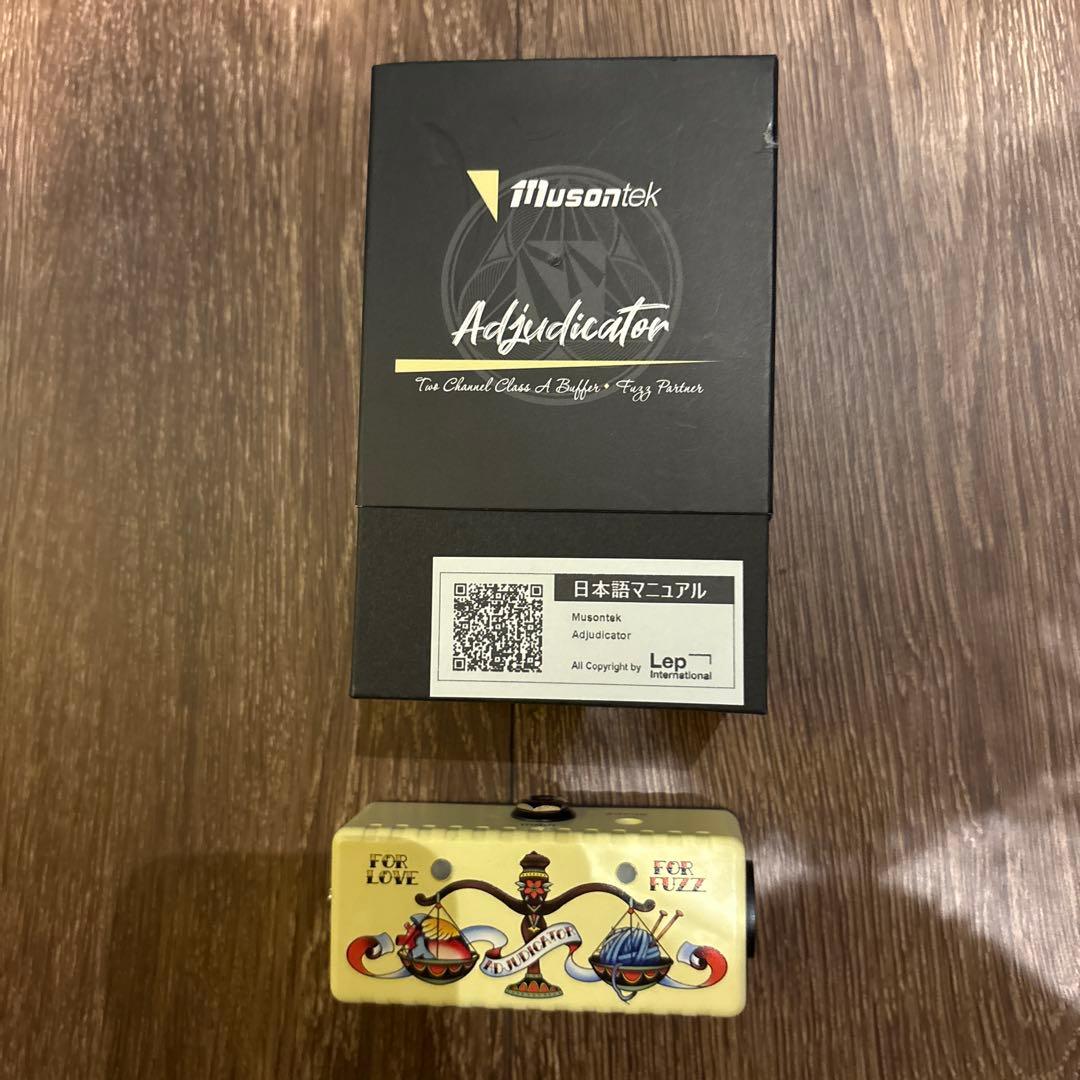 Musontek
Adjudicator
Two Channel Class A Buffer • Fuzz Partner
日本語マニュアル
Musontek
Adjudicator
All Copyright by Lep International
FOR LOVE
FOR FUZZ
ADJUDICATOR